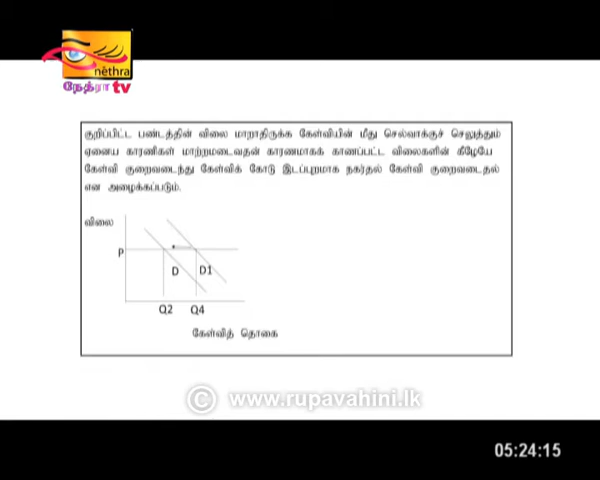 nēthra
நேத்ரா tv
குறிப்பிட்ட பண்டத்தின் விலை மாறாதிருக்க கேள்வியின் மீது செல்வாக்குச் செலுத்தும்
ஏனைய காரணிகள் மாற்றமடைவதன் காரணமாகக் காணப்பட்ட விலைகளின் கீழேயே
கேள்வி குறைவடைந்து கேள்விக் கோடு இடப்புறமாக நகர்தல் கேள்வி குறைவடைதல்
என அழைக்கப்படும்.
விலை
P
D D1
Q2 Q4
கேள்வித் தொகை
© www.rupavahini.lk
05:24:15